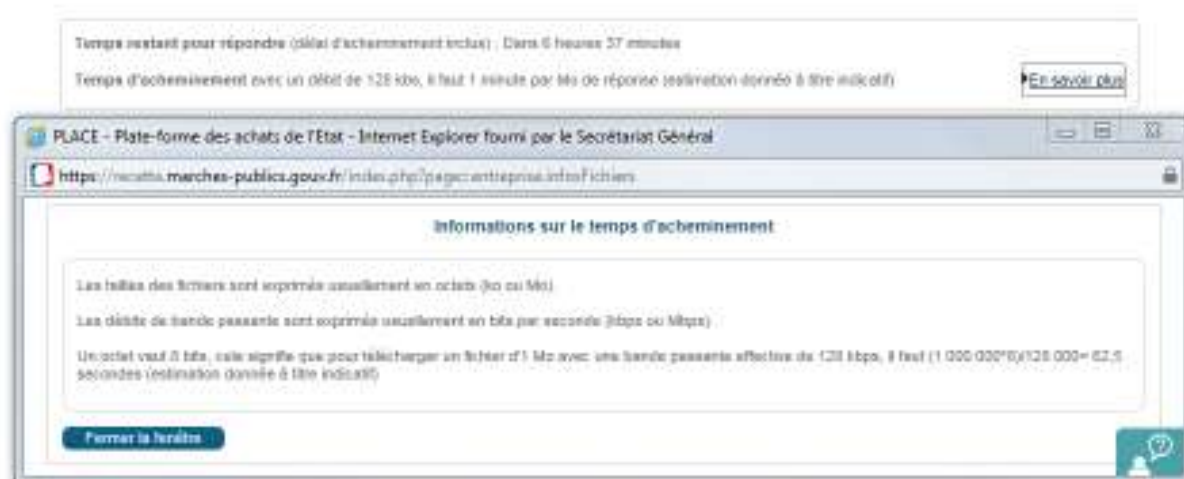 Temps restant pour répondre (délai d'acheminement inclus) : Dans 6 heures 37 minutes
Temps d'acheminement avec un débit de 128 kbs, il faut 1 minute par Mo de réponse (estimation donnée à titre indicatif)
En savoir plus
PLACE - Plate-forme des achats de l'Etat - Internet Explorer fourni par le Secrétariat Général
https://recette.marches-publics.gouv.fr/index.php?page=entreprise.infosFichiers
Informations sur le temps d'acheminement
Les tailles des fichiers sont exprimés usuellement en octets (ko ou Mo)
Les débits de bande passante sont exprimés usuellement en bits par seconde (kbps ou Mbps)
Un octet vaut 8 bits, cela signifie que pour télécharger un fichier d'1 Mo avec une bande passante effective de 128 kbps, il faut (1 000 000*8)/128 000= 62,5
secondes (estimation donnée à titre indicatif)
Fermer la fenêtre